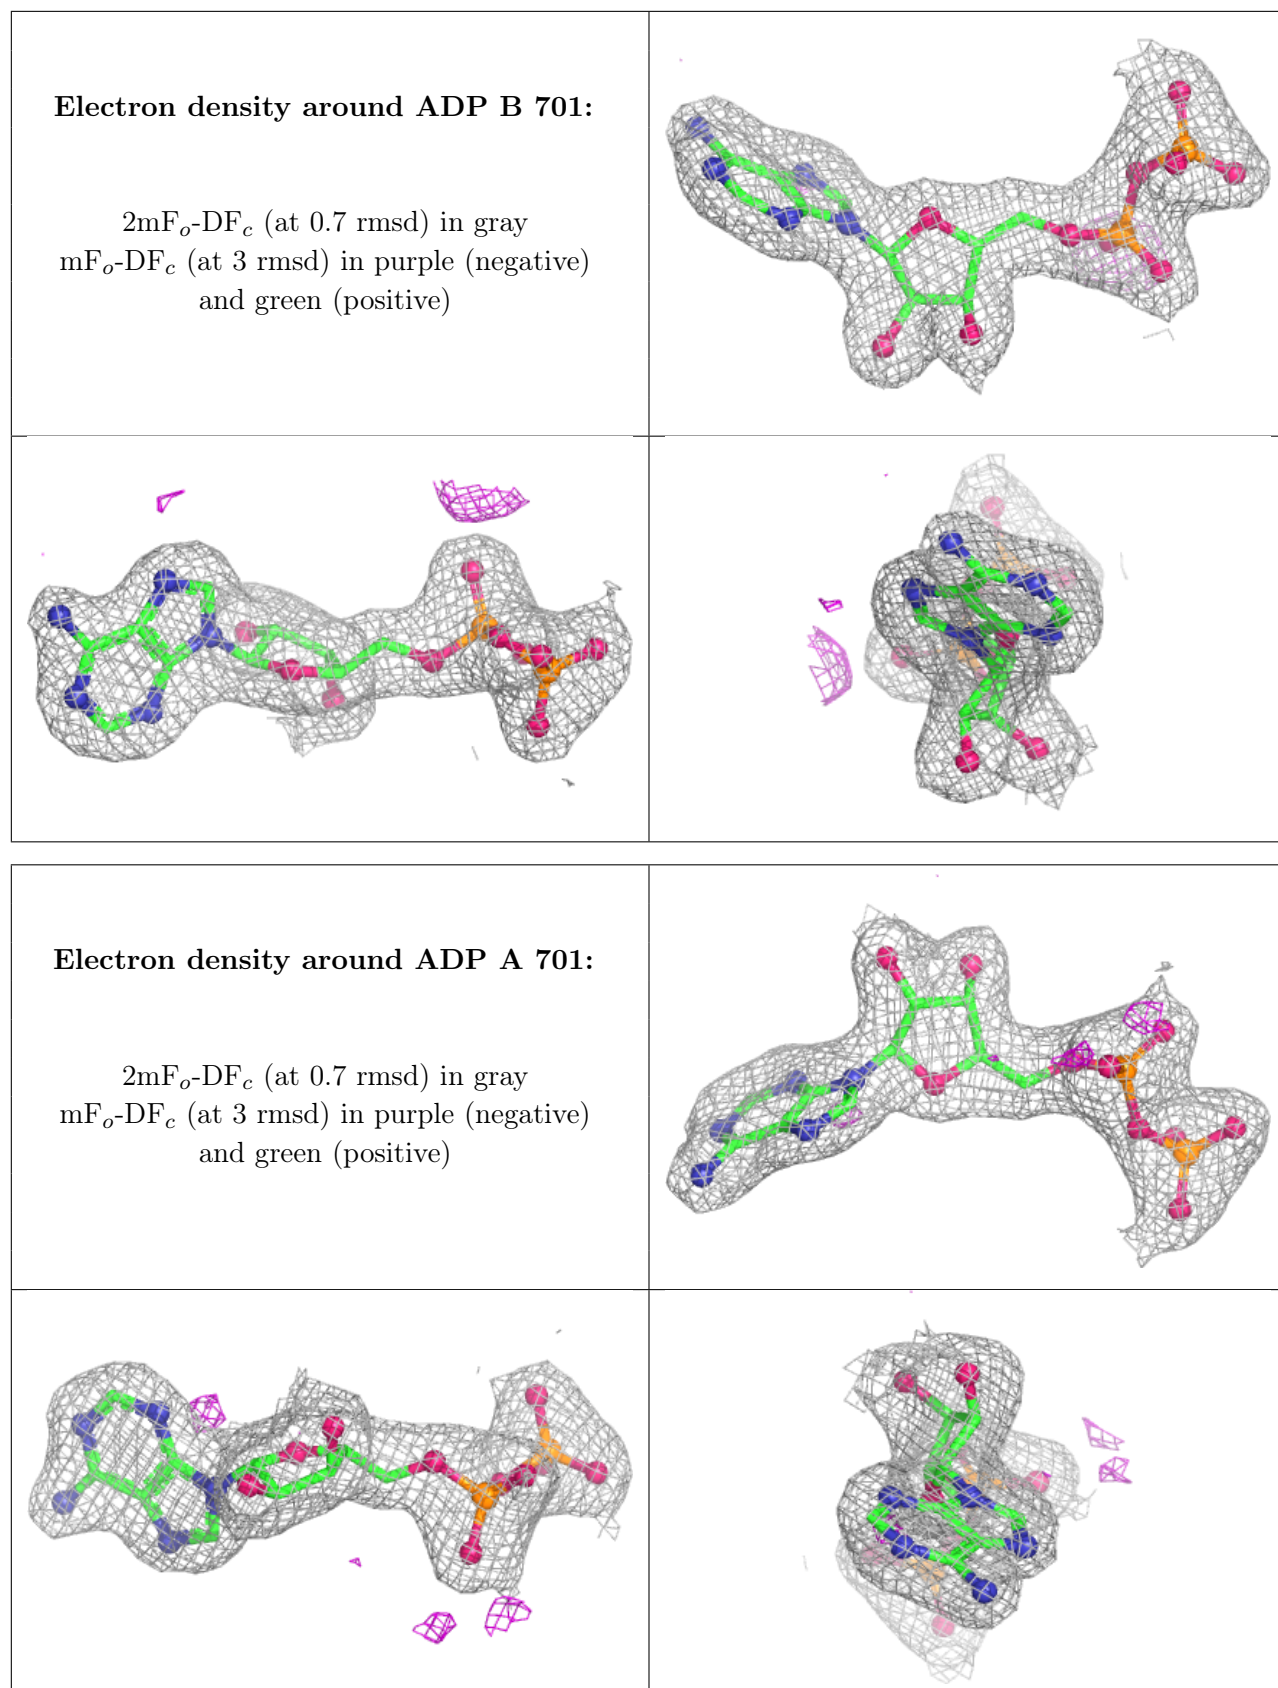 Electron density around ADP B 701:
2mFₒ-DF𝒸 (at 0.7 rmsd) in gray
mFₒ-DF𝒸 (at 3 rmsd) in purple (negative)
and green (positive)
Electron density around ADP A 701:
2mFₒ-DF𝒸 (at 0.7 rmsd) in gray
mFₒ-DF𝒸 (at 3 rmsd) in purple (negative)
and green (positive)